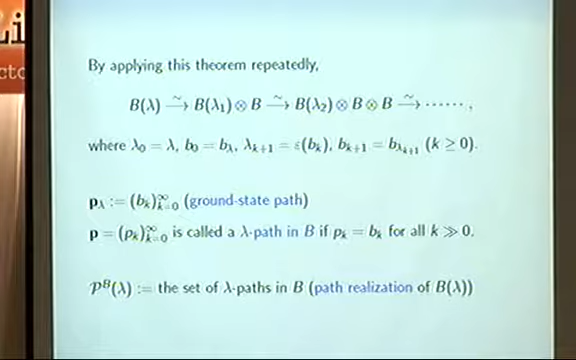 By applying this theorem repeatedly,
B(λ) ⥲ B(λ₁) ⊗ B ⥲ B(λ₂) ⊗ B ⊗ B ⥲ ⋯⋯,
where λ₀ = λ, b₀ = b_λ, λ_{k+1} = ε(b_k), b_{k+1} = b_{λ_{k+1}} (k ≥ 0).
p_λ := (b_k)_{k=0}^∞ (ground-state path)
p = (p_k)_{k=0}^∞ is called a λ-path in B if p_k = b_k for all k ≫ 0.
𝒫^B(λ) := the set of λ-paths in B (path realization of B(λ))